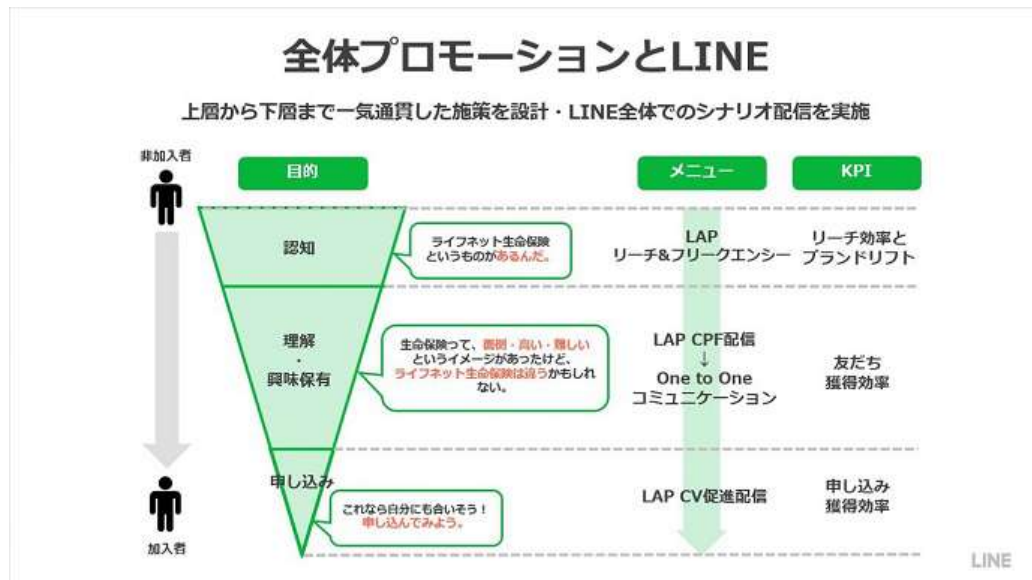 全体プロモーションとLINE
上層から下層まで一気通貫した施策を設計・LINE全体でのシナリオ配信を実施
非加入者
目的
メニュー
KPI
認知
ライフネット生命保険
というものがあるんだ。
LAP
リーチ&フリークエンシー
リーチ効率と
ブランドリフト
理解
・
興味保有
生命保険って、面倒・高い・難しい
というイメージがあったけど、
ライフネット生命保険は違うかもしれ
ない。
LAP CPF配信
↓
One to One
コミュニケーション
友だち
獲得効率
申し込み
これなら自分にも合いそう！
申し込んでみよう。
LAP CV促進配信
申し込み
獲得効率
加入者
LINE